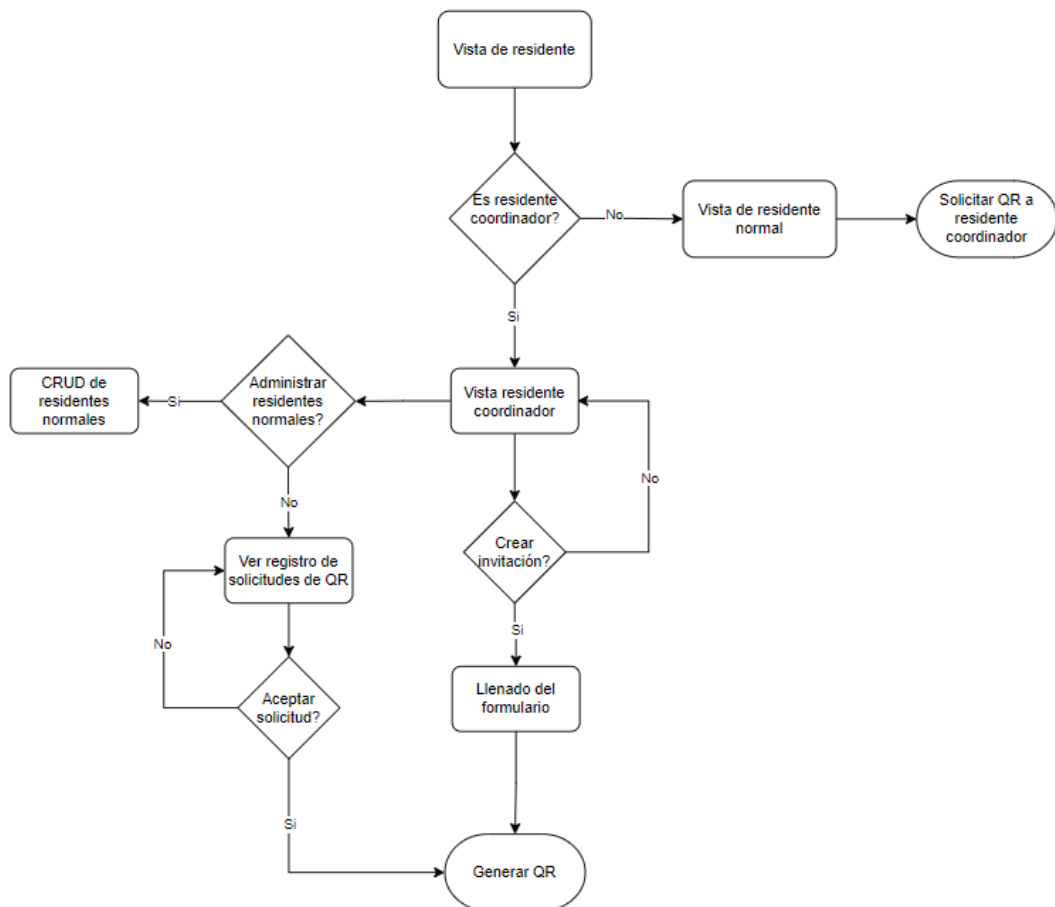 Vista de residente
Es residente
coordinador?
No
Vista de residente
normal
Solicitar QR a
residente
coordinador
Si
CRUD de
residentes
normales
Si
Administrar
residentes
normales?
Vista residente
coordinador
No
No
Ver registro de
solicitudes de QR
Crear
invitación?
No
Si
Aceptar
solicitud?
Llenado del
formulario
Si
Generar QR